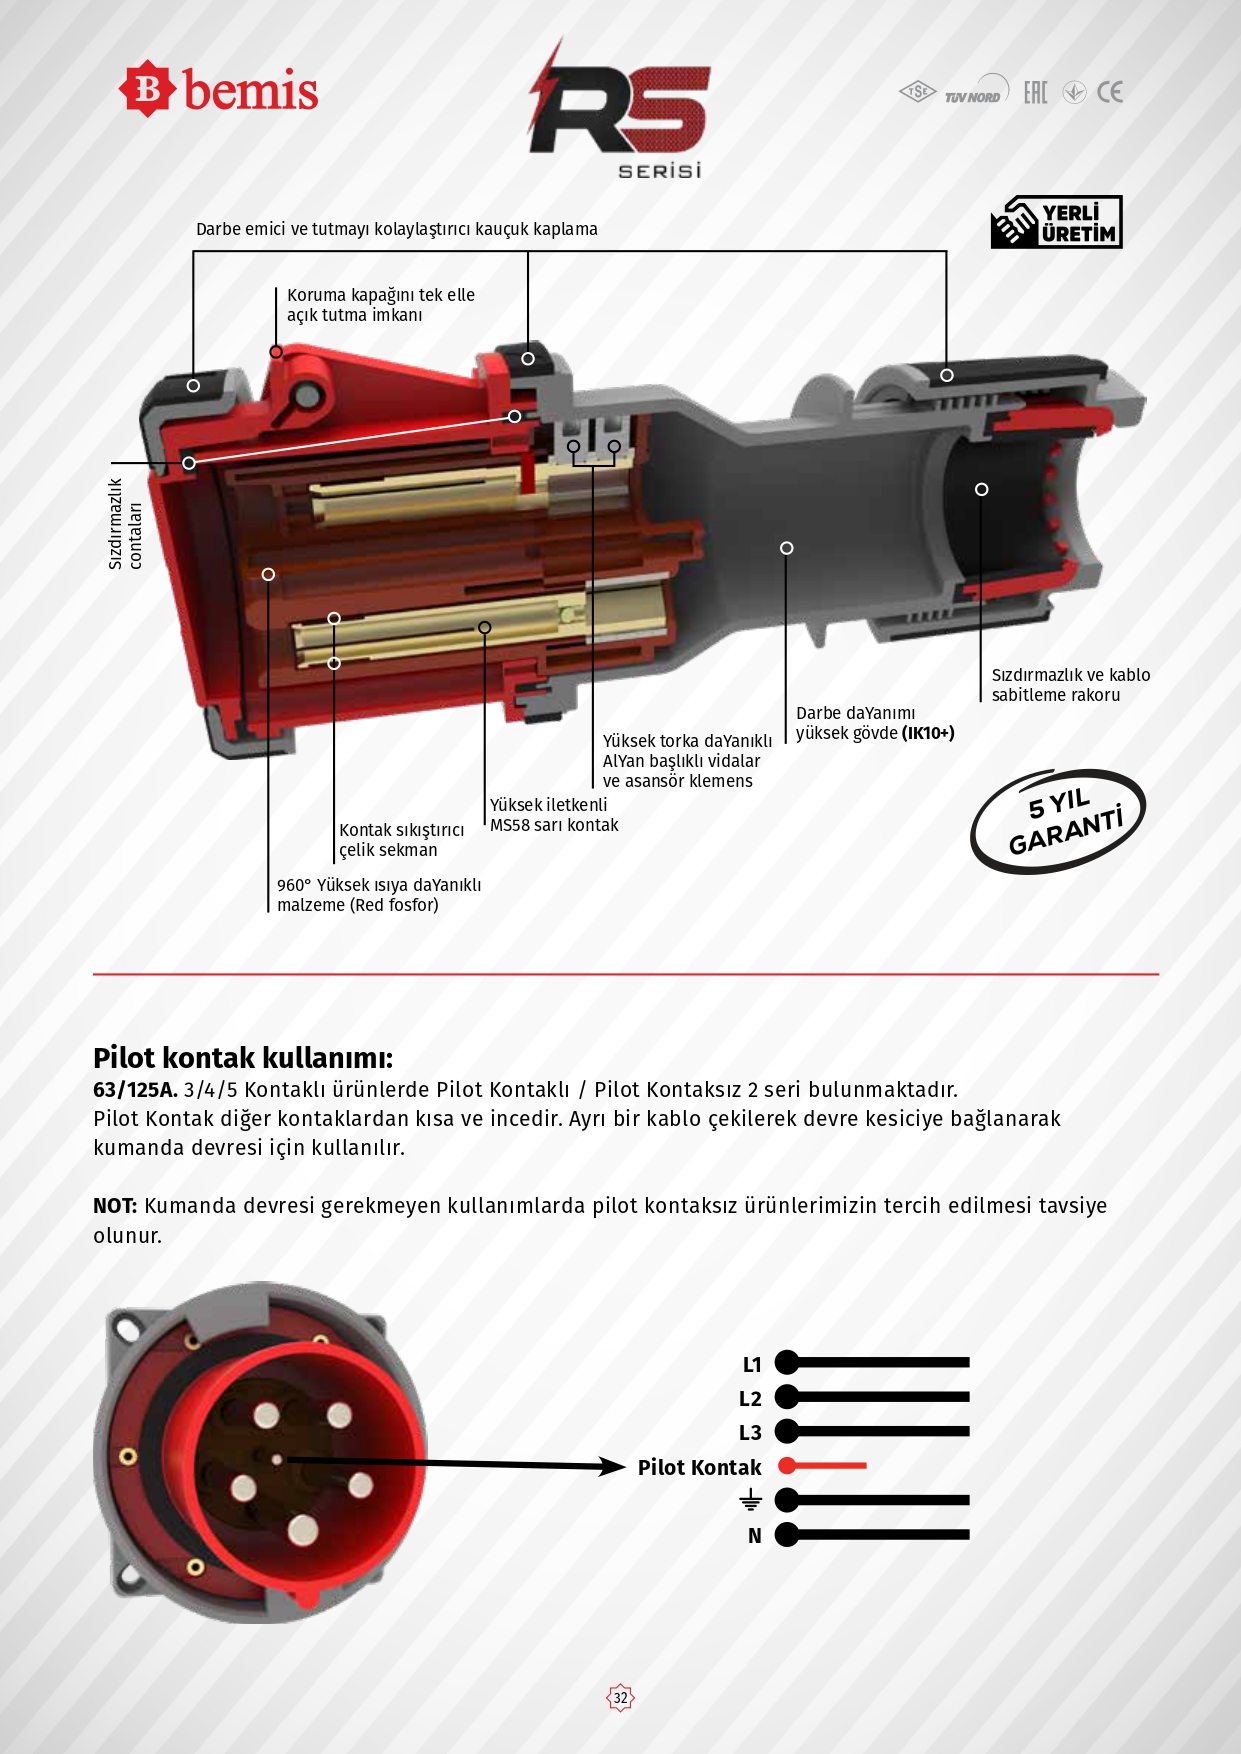 B bemis
RS
SERİSİ
TSE
TÜV NORD
EAC
CE
YERLİ
ÜRETİM
Darbe emici ve tutmayı kolaylaştırıcı kauçuk kaplama
Koruma kapağını tek elle
açık tutma imkanı
Sızdırmazlık
contaları
Sızdırmazlık ve kablo
sabitleme rakoru
Darbe daYanımı
yüksek gövde (IK10+)
Yüksek torka daYanıklı
AlYan başlıklı vidalar
ve asansör klemens
Yüksek iletkenli
MS58 sarı kontak
Kontak sıkıştırıcı
çelik sekman
960° Yüksek ısıya daYanıklı
malzeme (Red fosfor)
5 YIL
GARANTİ
Pilot kontak kullanımı:
63/125A. 3/4/5 Kontaklı ürünlerde Pilot Kontaklı / Pilot Kontaksız 2 seri bulunmaktadır.
Pilot Kontak diğer kontaklardan kısa ve incedir. Ayrı bir kablo çekilerek devre kesiciye bağlanarak
kumanda devresi için kullanılır.
NOT: Kumanda devresi gerekmeyen kullanımlarda pilot kontaksız ürünlerimizin tercih edilmesi tavsiye
olunur.
L1
L2
L3
Pilot Kontak
N
32